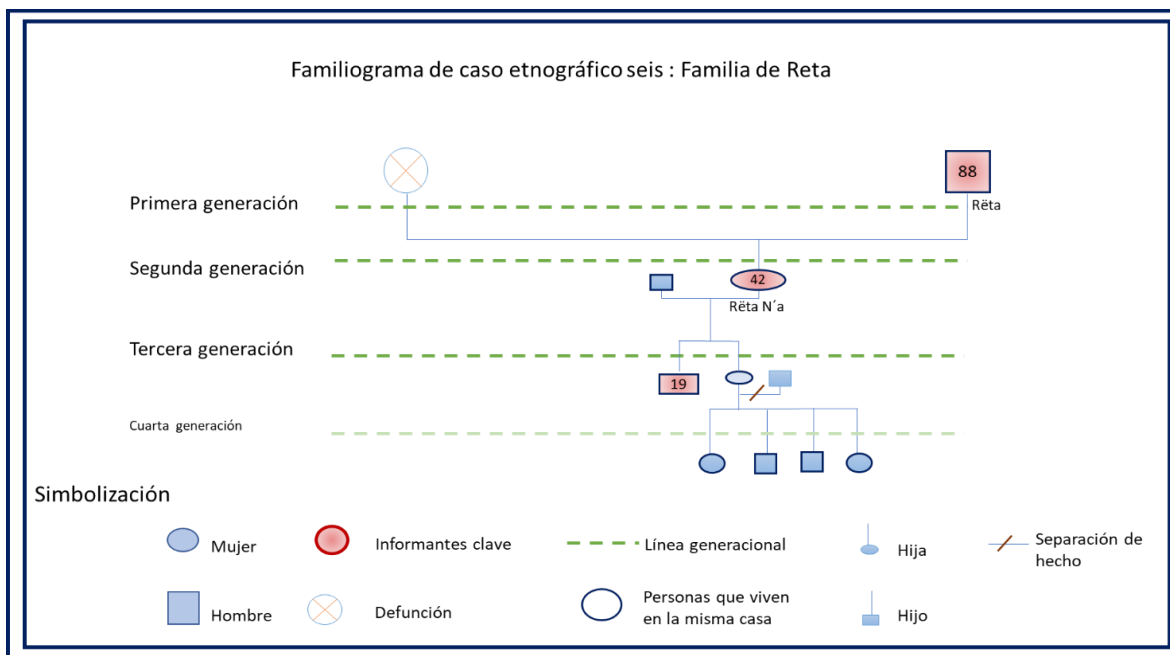 Familiograma de caso etnográfico seis : Familia de Reta
88
Primera generación
Rëta
Segunda generación
42
Rëta N´a
Tercera generación
19
Cuarta generación
Simbolización
Mujer
Informantes clave
Línea generacional
Hija
Separación de
hecho
Hombre
Defunción
Personas que viven
en la misma casa
Hijo